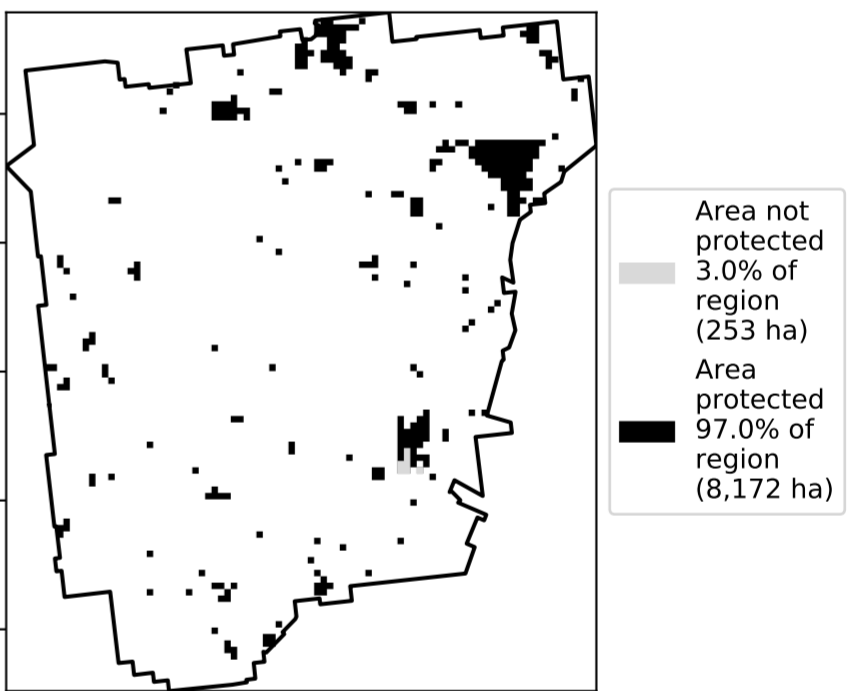 Area not
protected
3.0% of
region
(253 ha)
Area
protected
97.0% of
region
(8,172 ha)